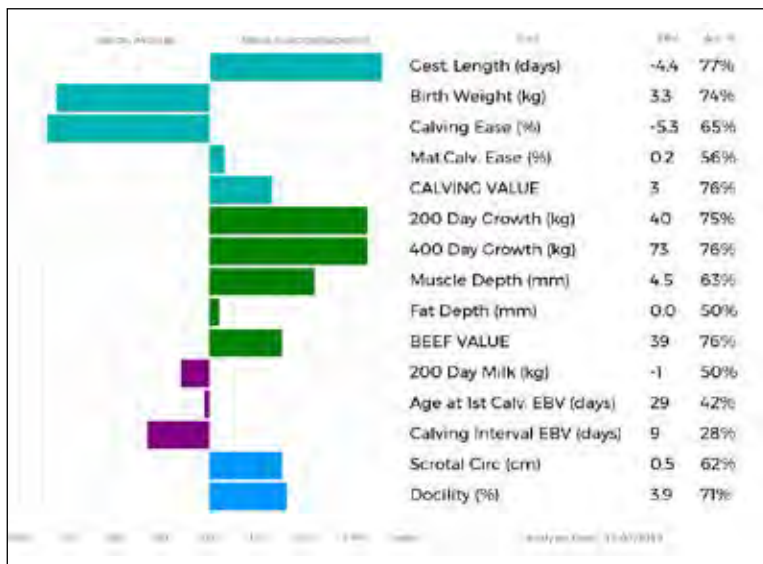 Gest. Length (days) -4.4 77%
Birth Weight (kg) 3.3 74%
Calving Ease (%) -5.3 65%
Mat.Calv. Ease (%) 0.2 56%
CALVING VALUE 3 76%
200 Day Growth (kg) 40 75%
400 Day Growth (kg) 73 76%
Muscle Depth (mm) 4.5 63%
Fat Depth (mm) 0.0 50%
BEEF VALUE 39 76%
200 Day Milk (kg) -1 50%
Age at 1st Calv. EBV (days) 29 42%
Calving Interval EBV (days) 9 28%
Scrotal Circ (cm) 0.5 62%
Docility (%) 3.9 71%